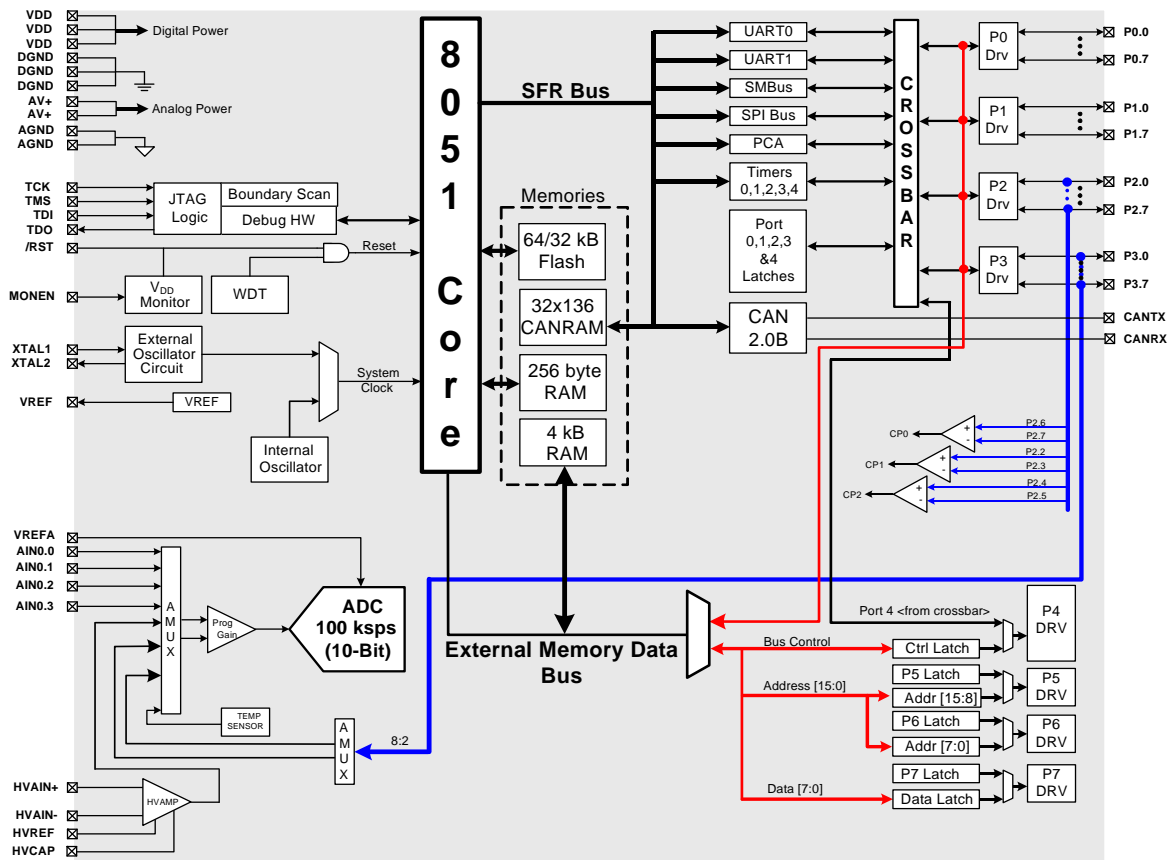 VDD
VDD
VDD
Digital Power
DGND
DGND
DGND
AV+
AV+
Analog Power
AGND
AGND
TCK
TMS
TDI
TDO
JTAG
Logic
Boundary Scan
Debug HW
/RST
Reset
MONEN
VDD
Monitor
WDT
XTAL1
XTAL2
External
Oscillator
Circuit
System
Clock
VREF
VREF
Internal
Oscillator
8
0
5
1
C
o
r
e
SFR Bus
Memories
64/32 kB
Flash
32x136
CANRAM
256 byte
RAM
4 kB
RAM
UART0
UART1
SMBus
SPI Bus
PCA
Timers
0,1,2,3,4
Port
0,1,2,3
&4
Latches
CAN
2.0B
C
R
O
S
S
B
A
R
P0
Drv
P1
Drv
P2
Drv
P3
Drv
P0.0
P0.7
P1.0
P1.7
P2.0
P2.7
P3.0
P3.7
CANTX
CANRX
CP0
+
-
P2.6
P2.7
CP1
+
-
P2.2
P2.3
CP2
+
-
P2.4
P2.5
VREFA
AIN0.0
AIN0.1
AIN0.2
AIN0.3
A
M
U
X
Prog
Gain
ADC
100 ksps
(10-Bit)
TEMP
SENSOR
A
M
U
X
8:2
HVAIN+
HVAIN-
HVREF
HVCAP
HVAMP
External Memory Data
Bus
Port 4 <from crossbar>
Bus Control
Ctrl Latch
P4
DRV
Address [15:0]
P5 Latch
Addr [15:8]
P5
DRV
P6 Latch
Addr [7:0]
P6
DRV
Data [7:0]
P7 Latch
Data Latch
P7
DRV